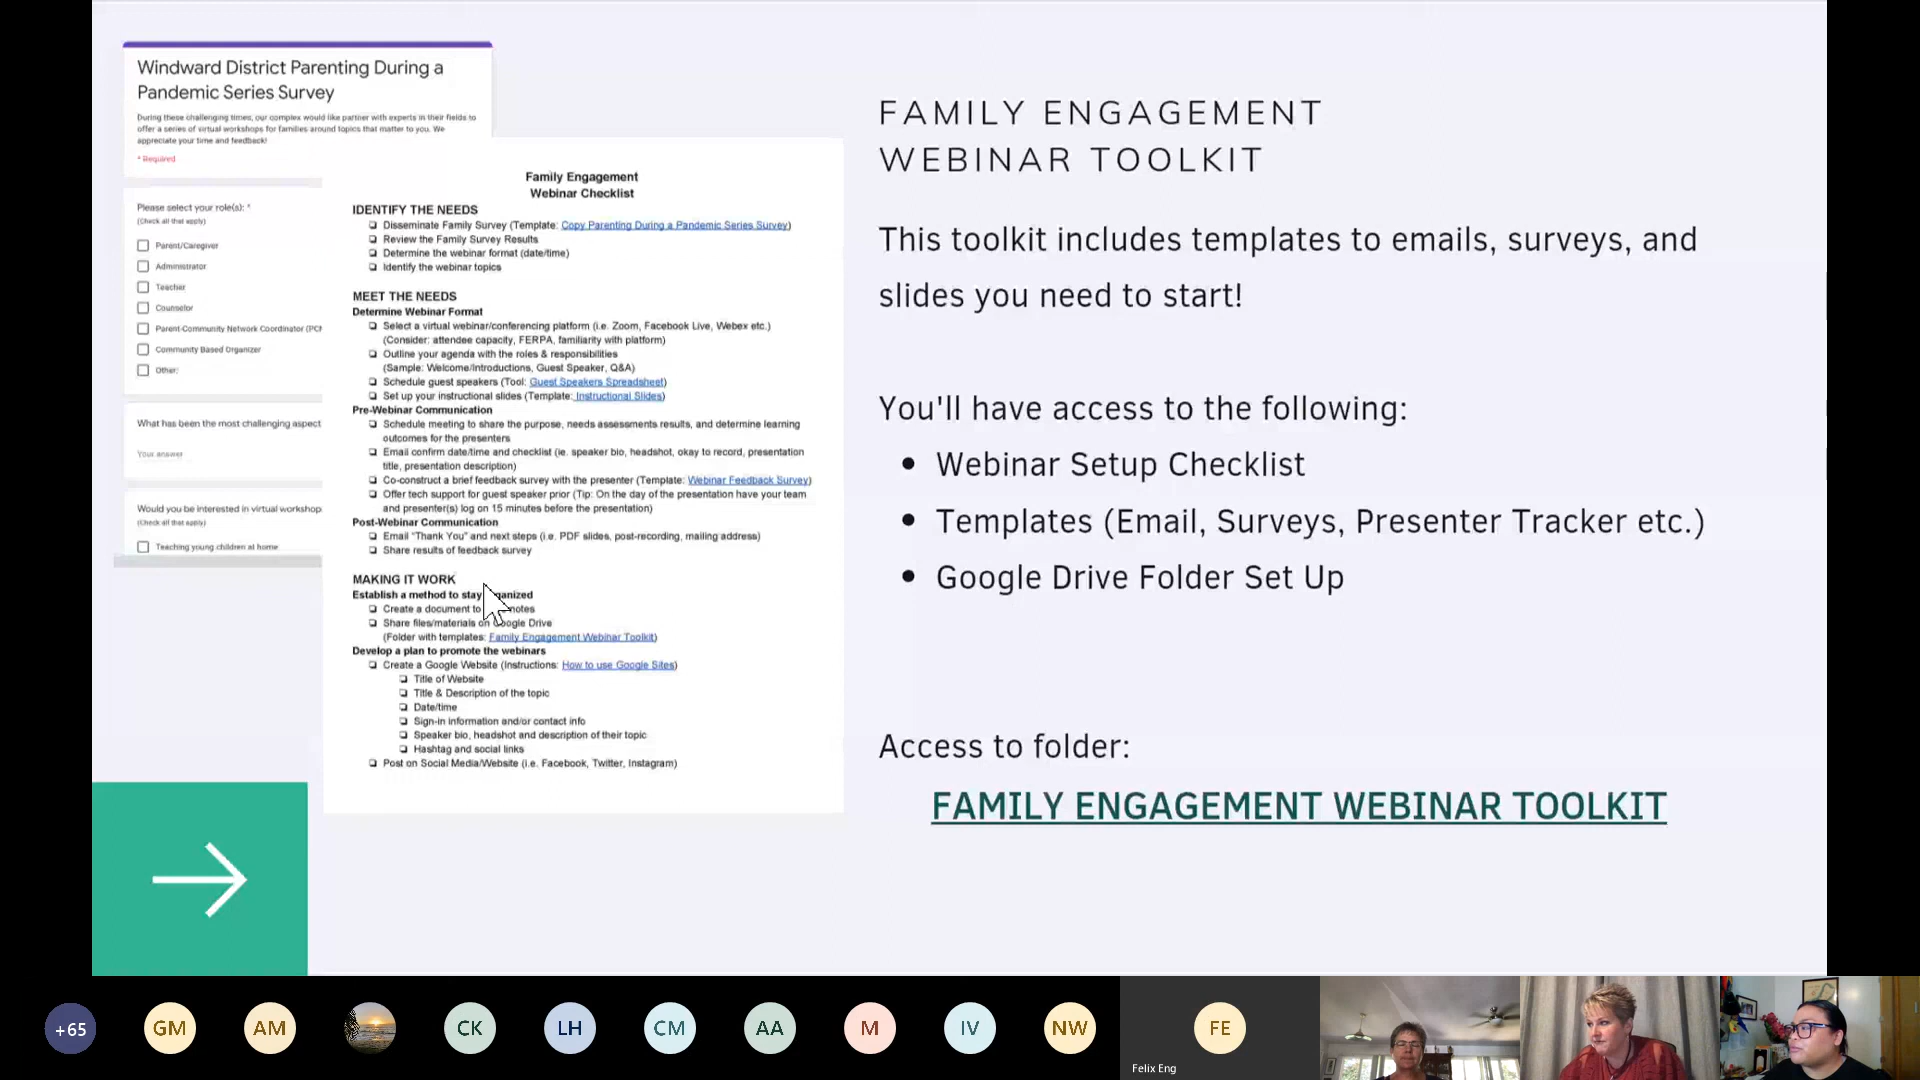 Windward District Parenting During a
Pandemic Series Survey
During these challenging times, our complex would like partner with experts in their fields to
offer a series of virtual workshops for families around topics that matter to you. We
appreciate your time and feedback!
* Required
Please select your role(s): *
(Check all that apply)
Parent/Caregiver
Administrator
Teacher
Counselor
Parent-Community Network Coordinator (PCN
Community Based Organizer
Other:
What has been the most challenging aspect
Your answer
Would you be interested in virtual workshop
(Check all that apply)
Teaching young children at home
Family Engagement
Webinar Checklist
IDENTIFY THE NEEDS
❏ Disseminate Family Survey (Template: Copy Parenting During a Pandemic Series Survey)
❏ Review the Family Survey Results
❏ Determine the webinar format (date/time)
❏ Identify the webinar topics
MEET THE NEEDS
Determine Webinar Format
❏ Select a virtual webinar/conferencing platform (i.e. Zoom, Facebook Live, Webex etc.)
(Consider: attendee capacity, FERPA, familiarity with platform)
❏ Outline your agenda with the roles & responsibilities
(Sample: Welcome/Introductions, Guest Speaker, Q&A)
❏ Schedule guest speakers (Tool: Guest Speakers Spreadsheet)
❏ Set up your instructional slides (Template: Instructional Slides)
Pre-Webinar Communication
❏ Schedule meeting to share the purpose, needs assessments results, and determine learning
outcomes for the presenters
❏ Email confirm date/time and checklist (ie. speaker bio, headshot, okay to record, presentation
title, presentation description)
❏ Co-construct a brief feedback survey with the presenter (Template: Webinar Feedback Survey)
❏ Offer tech support for guest speaker prior (Tip: On the day of the presentation have your team
and presenter(s) log on 15 minutes before the presentation)
Post-Webinar Communication
❏ Email "Thank You" and next steps (i.e. PDF slides, post-recording, mailing address)
❏ Share results of feedback survey
MAKING IT WORK
Establish a method to stay organized
❏ Create a document to notes
❏ Share files/materials on Google Drive
(Folder with templates: Family Engagement Webinar Toolkit)
Develop a plan to promote the webinars
❏ Create a Google Website (Instructions: How to use Google Sites)
❏ Title of Website
❏ Title & Description of the topic
❏ Date/time
❏ Sign-in information and/or contact info
❏ Speaker bio, headshot and description of their topic
❏ Hashtag and social links
❏ Post on Social Media/Website (i.e. Facebook, Twitter, Instagram)
FAMILY ENGAGEMENT
WEBINAR TOOLKIT
This toolkit includes templates to emails, surveys, and
slides you need to start!
You'll have access to the following:
• Webinar Setup Checklist
• Templates (Email, Surveys, Presenter Tracker etc.)
• Google Drive Folder Set Up
Access to folder:
FAMILY ENGAGEMENT WEBINAR TOOLKIT
+65 GM AM CK LH CM AA M IV NW FE
Felix Eng